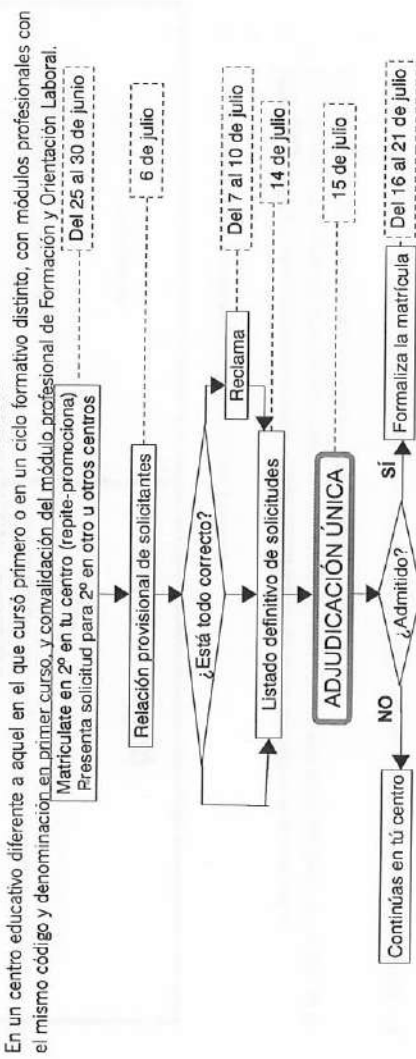 En un centro educativo diferente a aquel en el que cursó primero o en un ciclo formativo distinto, con módulos profesionales con
el mismo código y denominación en primer curso, y convalidación del módulo profesional de Formación y Orientación Laboral.
Matriculate en 2º en tu centro (repite-promociona)
Presenta solicitud para 2º en otro u otros centros
Del 25 al 30 de junio
Relación provisional de solicitantes
6 de julio
¿Está todo correcto?
Reclama
Del 7 al 10 de julio
Listado definitivo de solicitudes
14 de julio
ADJUDICACIÓN ÚNICA
15 de julio
¿Admitido?
NO
SÍ
Continúas en tú centro
Formaliza la matrícula
Del 16 al 21 de julio